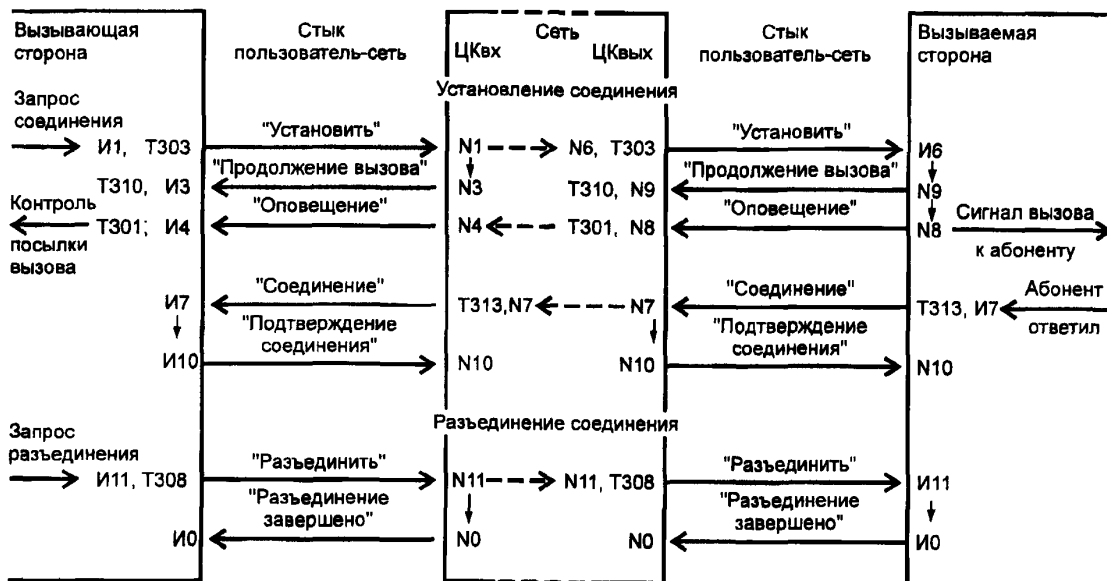 Вызывающая сторона
Стык пользователь-сеть
Сеть
ЦКвх ЦКвых
Стык пользователь-сеть
Вызываемая сторона
Установление соединения
Запрос соединения
И1, Т303
"Установить"
N1
N6, Т303
"Установить"
И6
Т310, И3
"Продолжение вызова"
N3
Т310, N9
"Продолжение вызова"
N9
Контроль посылки вызова
Т301; И4
"Оповещение"
N4
Т301, N8
"Оповещение"
N8
Сигнал вызова к абоненту
И7
"Соединение"
Т313,N7
N7
"Соединение"
Т313, И7
Абонент ответил
И10
"Подтверждение соединения"
N10
N10
"Подтверждение соединения"
N10
Разъединение соединения
Запрос разъединения
И11, Т308
"Разъединить"
N11
N11, Т308
"Разъединить"
И11
И0
"Разъединение завершено"
N0
N0
"Разъединение завершено"
И0